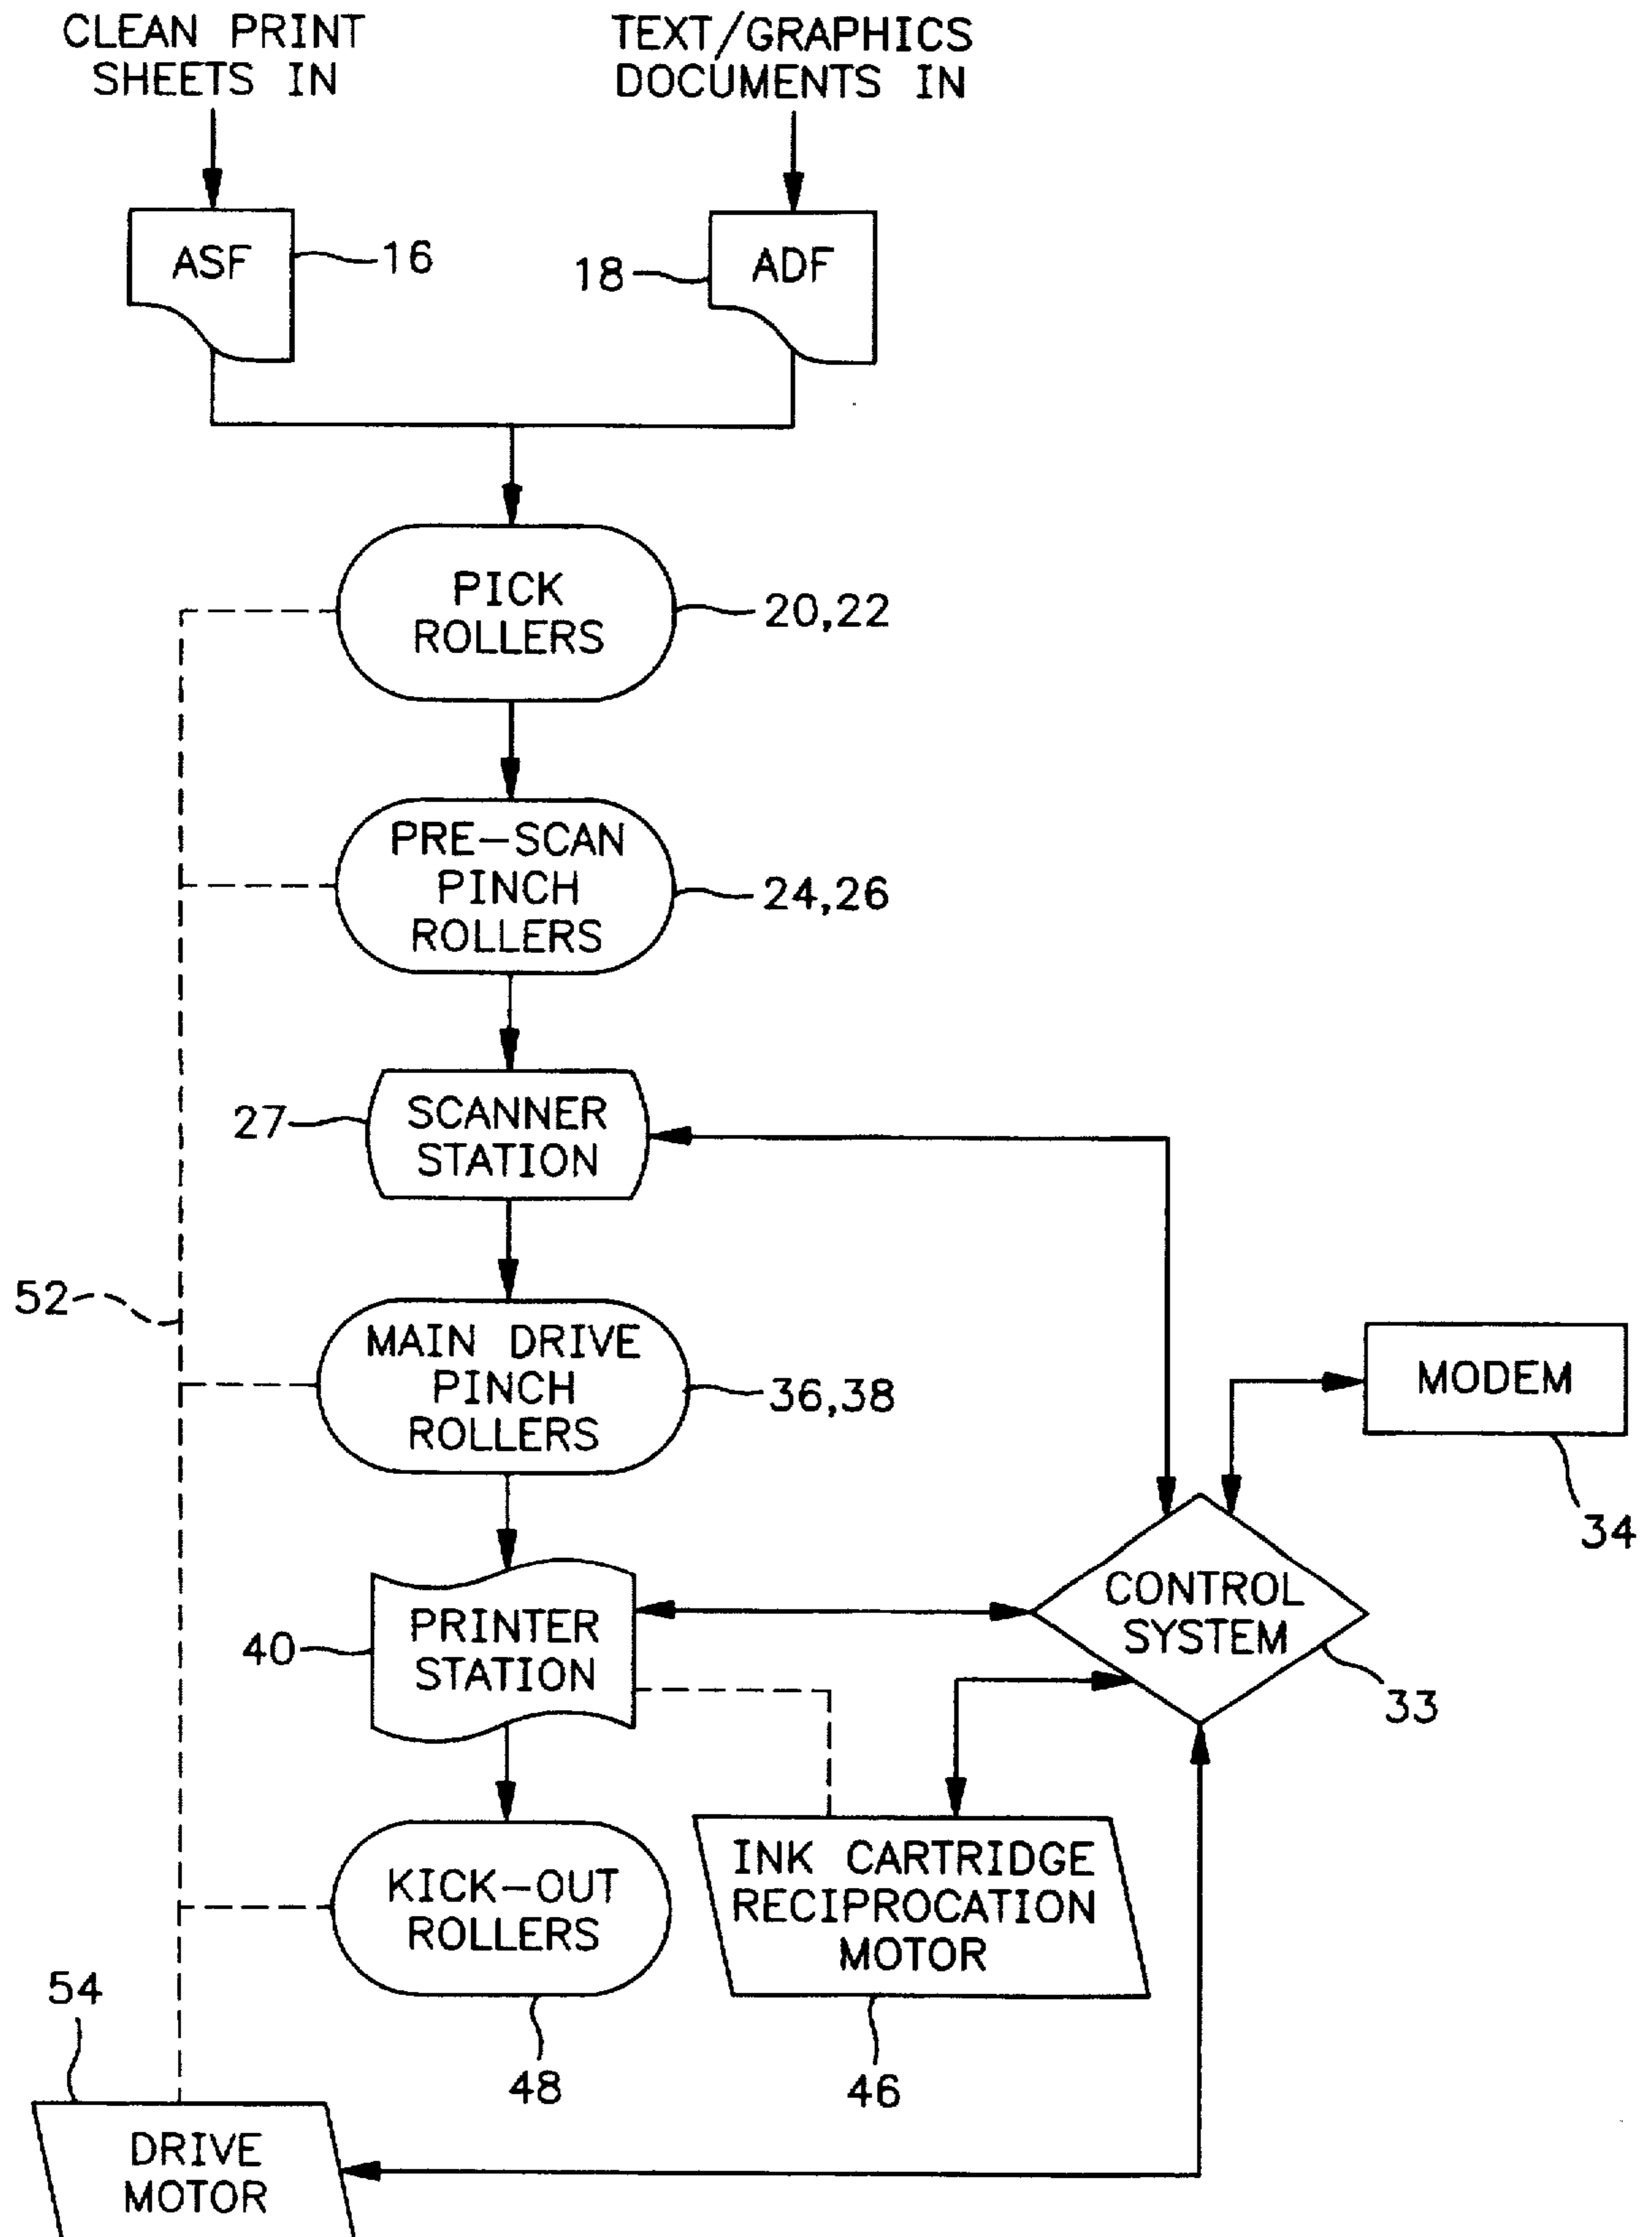 CLEAN PRINT
SHEETS IN
TEXT/GRAPHICS
DOCUMENTS IN
ASF
16
18
ADF
PICK
ROLLERS
20,22
PRE-SCAN
PINCH
ROLLERS
24,26
27
SCANNER
STATION
52
MAIN DRIVE
PINCH
ROLLERS
36,38
MODEM
34
40
PRINTER
STATION
CONTROL
SYSTEM
33
KICK-OUT
ROLLERS
48
INK CARTRIDGE
RECIPROCATION
MOTOR
46
54
DRIVE
MOTOR